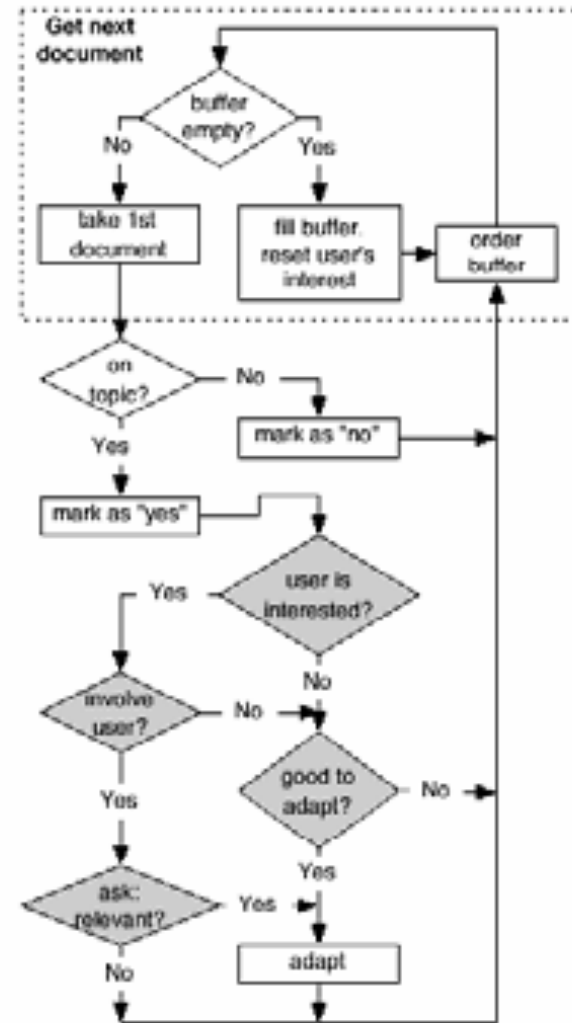 Get next
document
buffer
empty?
No
Yes
take 1st
document
fill buffer.
reset user's
interest
order
buffer
on
topic?
No
Yes
mark as "no"
mark as "yes"
user is
interested?
Yes
No
involve
user?
No
good to
adapt?
No
Yes
Yes
ask:
relevant?
Yes
adapt
No